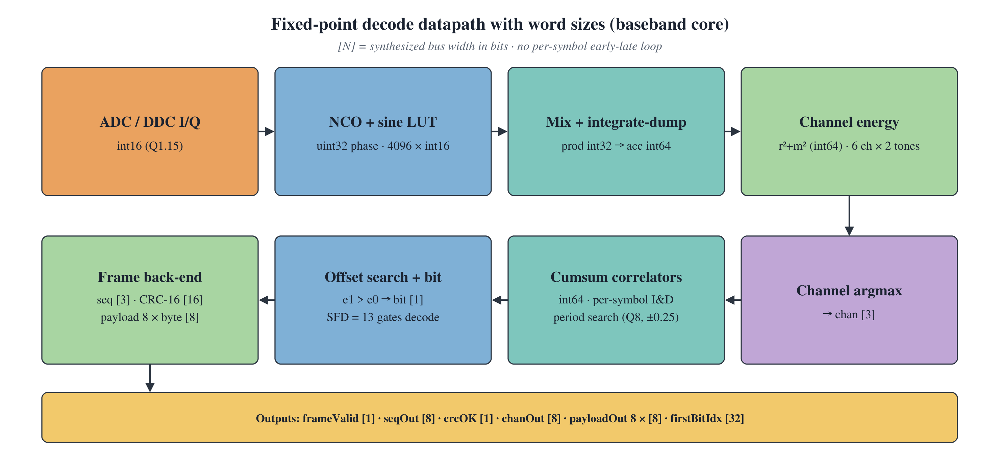 Fixed-point decode datapath with word sizes (baseband core)
[N] = synthesized bus width in bits · no per-symbol early-late loop
ADC / DDC I/Q
int16 (Q1.15)
NCO + sine LUT
uint32 phase · 4096 × int16
Mix + integrate-dump
prod int32 → acc int64
Channel energy
r²+m² (int64) · 6 ch × 2 tones
Frame back-end
seq [3] · CRC-16 [16]
payload 8 × byte [8]
Offset search + bit
e1 > e0 → bit [1]
SFD = 13 gates decode
Cumsum correlators
int64 · per-symbol I&D
period search (Q8, ±0.25)
Channel argmax
→ chan [3]
Outputs: frameValid [1] · seqOut [8] · crcOK [1] · chanOut [8] · payloadOut 8 × [8] · firstBitIdx [32]